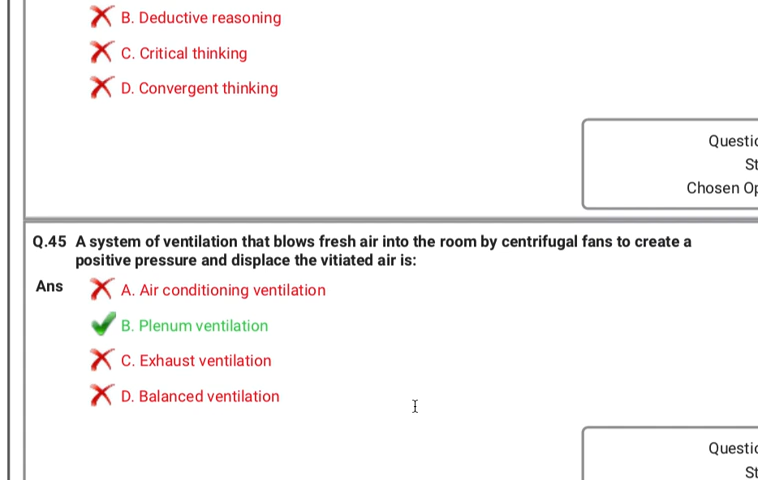 B. Deductive reasoning
C. Critical thinking
D. Convergent thinking
Chosen
Q.45 A system of ventilation that blows fresh air into the room by centrifugal fans to create a
positive pressure and displace the vitiated air is:
Ans
A. Air conditioning ventilation
B. Plenum ventilation
C. Exhaust ventilation
D. Balanced ventilation